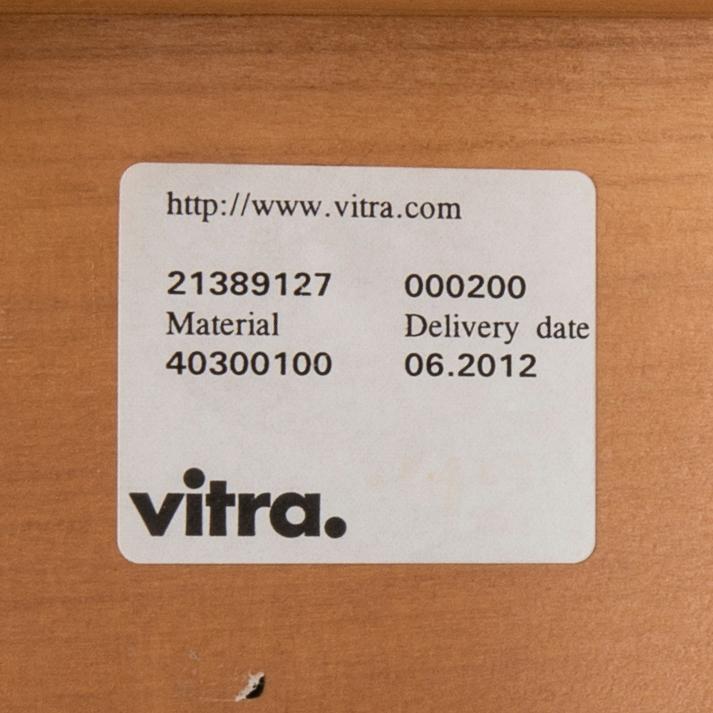 http://www.vitra.com
21389127 000200
Material Delivery date
40300100 06.2012
vitra.